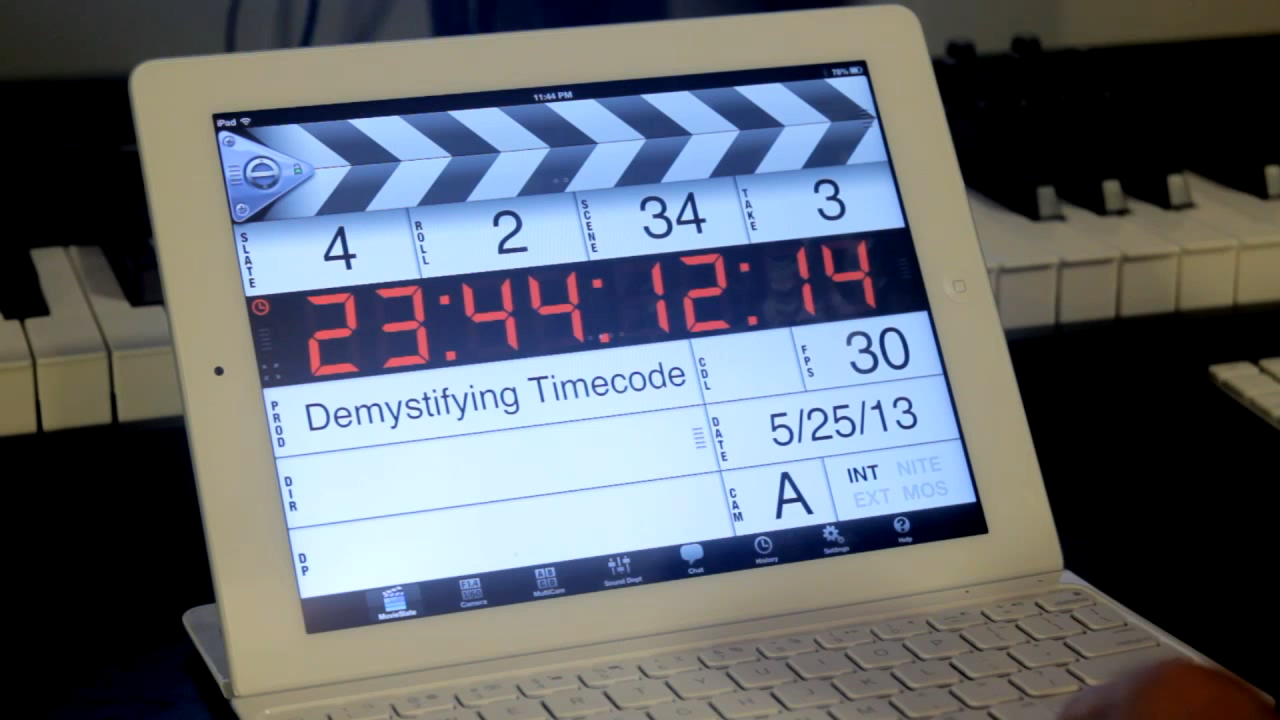 iPad 11:44 PM 78%
SLATE 4 ROLL 2 SCENE 34 TAKE 3
23:44:12:14
PROD Demystifying Timecode CDL FPS 30
DIR DATE 5/25/13
DP CAM A INT NITE
EXT MOS
MovieSlate Camera MultiCam Sound Dept Chat History Settings Help